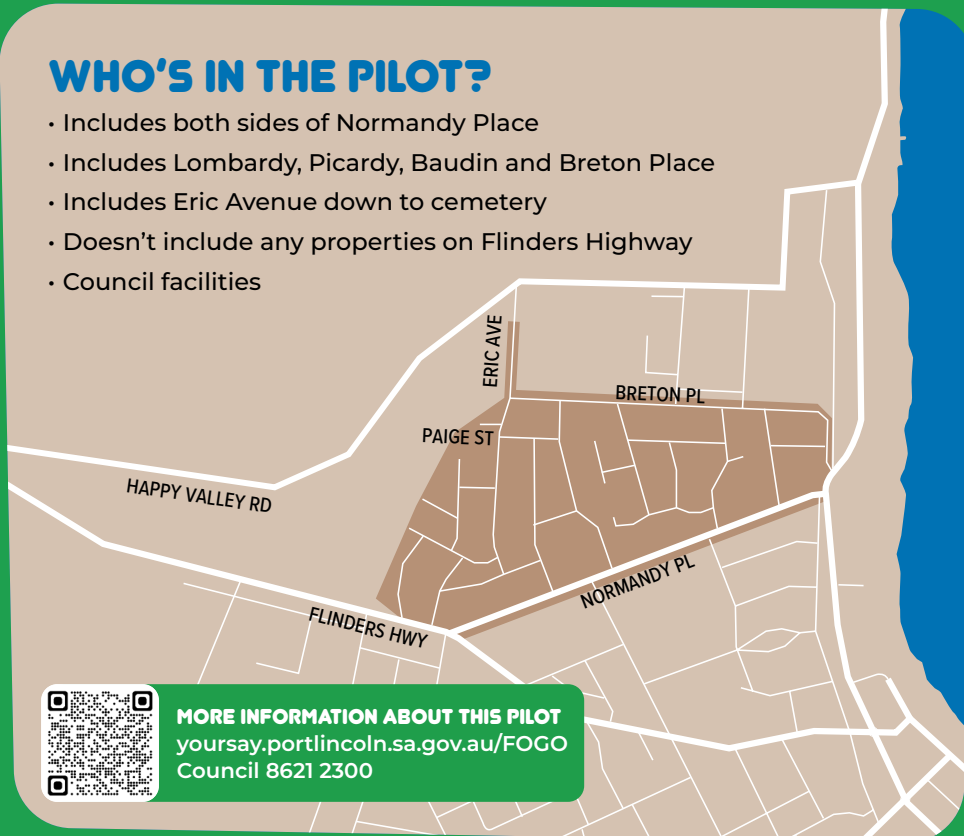 WHO'S IN THE PILOT?
• Includes both sides of Normandy Place
• Includes Lombardy, Picardy, Baudin and Breton Place
• Includes Eric Avenue down to cemetery
• Doesn't include any properties on Flinders Highway
• Council facilities
ERIC AVE
BRETON PL
PAIGE ST
HAPPY VALLEY RD
NORMANDY PL
FLINDERS HWY
MORE INFORMATION ABOUT THIS PILOT
yoursay.portlincoln.sa.gov.au/FOGO
Council 8621 2300